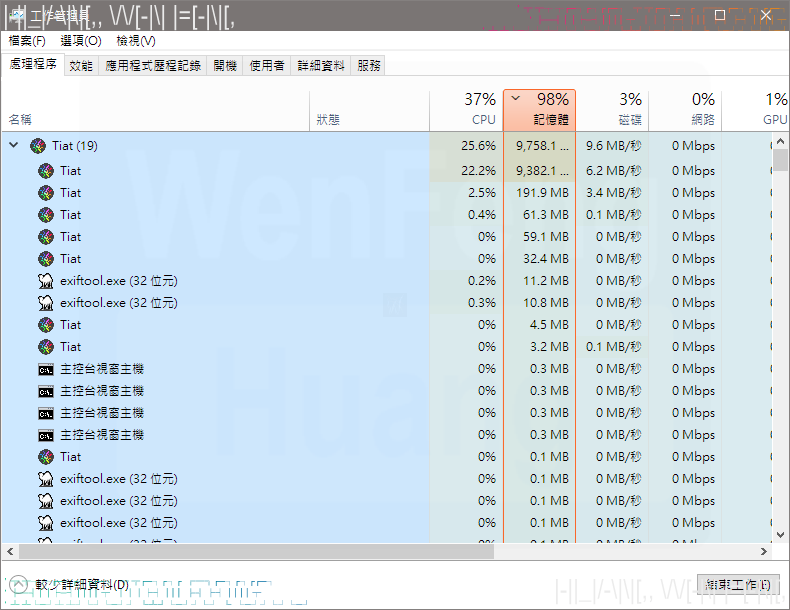 工作管理員
檔案(F) 選項(O) 檢視(V)
處理程序 效能 應用程式歷程記錄 開機 使用者 詳細資料 服務
37% 98% 3% 0% 1%
名稱 狀態 CPU 記憶體 磁碟 網路 GPU
Tiat (19) 25.6% 9,758.1 ... 9.6 MB/秒 0 Mbps
Tiat 22.2% 9,382.1 ... 6.2 MB/秒 0 Mbps
Tiat 2.5% 191.9 MB 3.4 MB/秒 0 Mbps
Tiat 0.4% 61.3 MB 0.1 MB/秒 0 Mbps
Tiat 0% 59.1 MB 0 MB/秒 0 Mbps
Tiat 0% 32.4 MB 0 MB/秒 0 Mbps
exiftool.exe (32 位元) 0.2% 11.2 MB 0 MB/秒 0 Mbps
exiftool.exe (32 位元) 0.3% 10.8 MB 0 MB/秒 0 Mbps
Tiat 0% 4.5 MB 0 MB/秒 0 Mbps
Tiat 0% 3.2 MB 0.1 MB/秒 0 Mbps
主控台視窗主機 0% 0.3 MB 0 MB/秒 0 Mbps
主控台視窗主機 0% 0.3 MB 0 MB/秒 0 Mbps
主控台視窗主機 0% 0.3 MB 0 MB/秒 0 Mbps
主控台視窗主機 0% 0.3 MB 0 MB/秒 0 Mbps
Tiat 0% 0.1 MB 0 MB/秒 0 Mbps
exiftool.exe (32 位元) 0% 0.1 MB 0 MB/秒 0 Mbps
exiftool.exe (32 位元) 0% 0.1 MB 0 MB/秒 0 Mbps
exiftool.exe (32 位元) 0% 0.1 MB 0 MB/秒 0 Mbps
較少詳細資料(D) 結束工作(E)